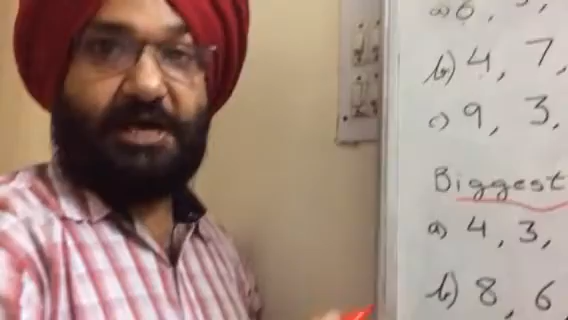 a) 6,
b) 4, 7,
c) 9, 3,
Biggest
a) 4, 3,
b) 8, 6